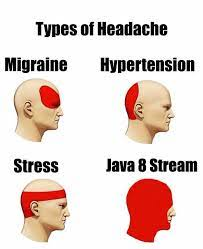 Types of Headache
Migraine Hypertension
Stress Java 8 Stream